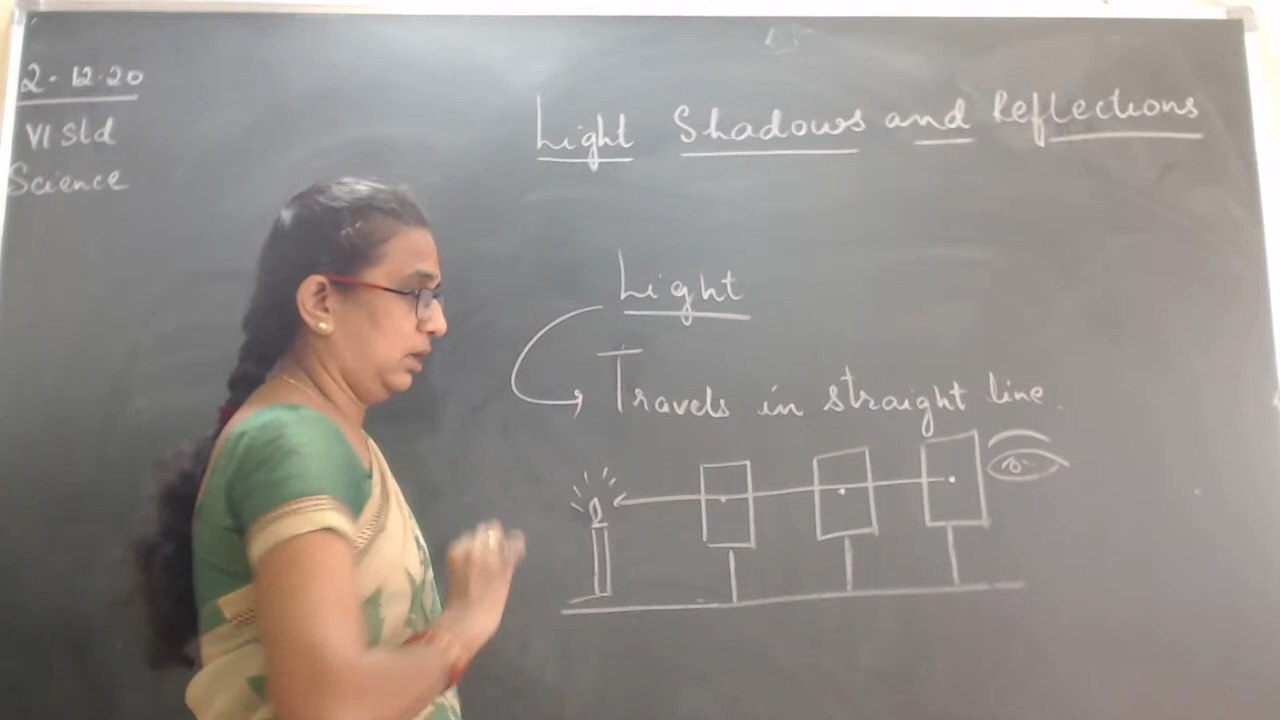 2.12.20
VI Std
Science
Light Shadows and Reflections
Light
Travels in straight line.